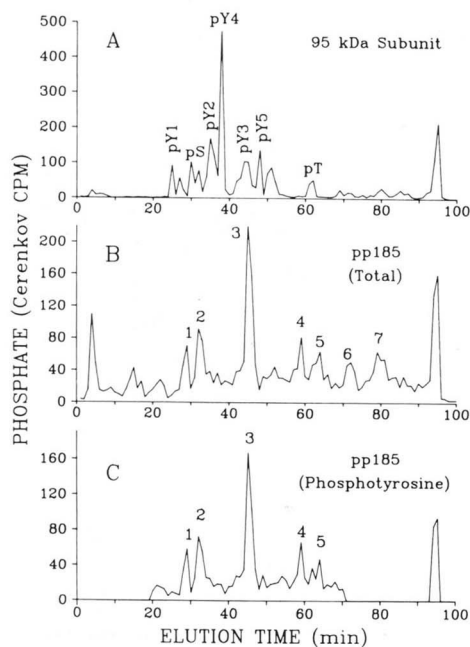 PHOSPHATE (Cerenkov CPM)
A
95 kDa Subunit
500
400
300
200
100
0
pY1
pS
pY2
pY4
pY3
pY5
pT
0 20 40 60 80 100
B
pp185
(Total)
200
160
120
80
40
0
1
2
3
4
5
6
7
0 20 40 60 80 100
C
pp185
(Phosphotyrosine)
160
120
80
40
0
1
2
3
4
5
0 20 40 60 80 100
ELUTION TIME (min)